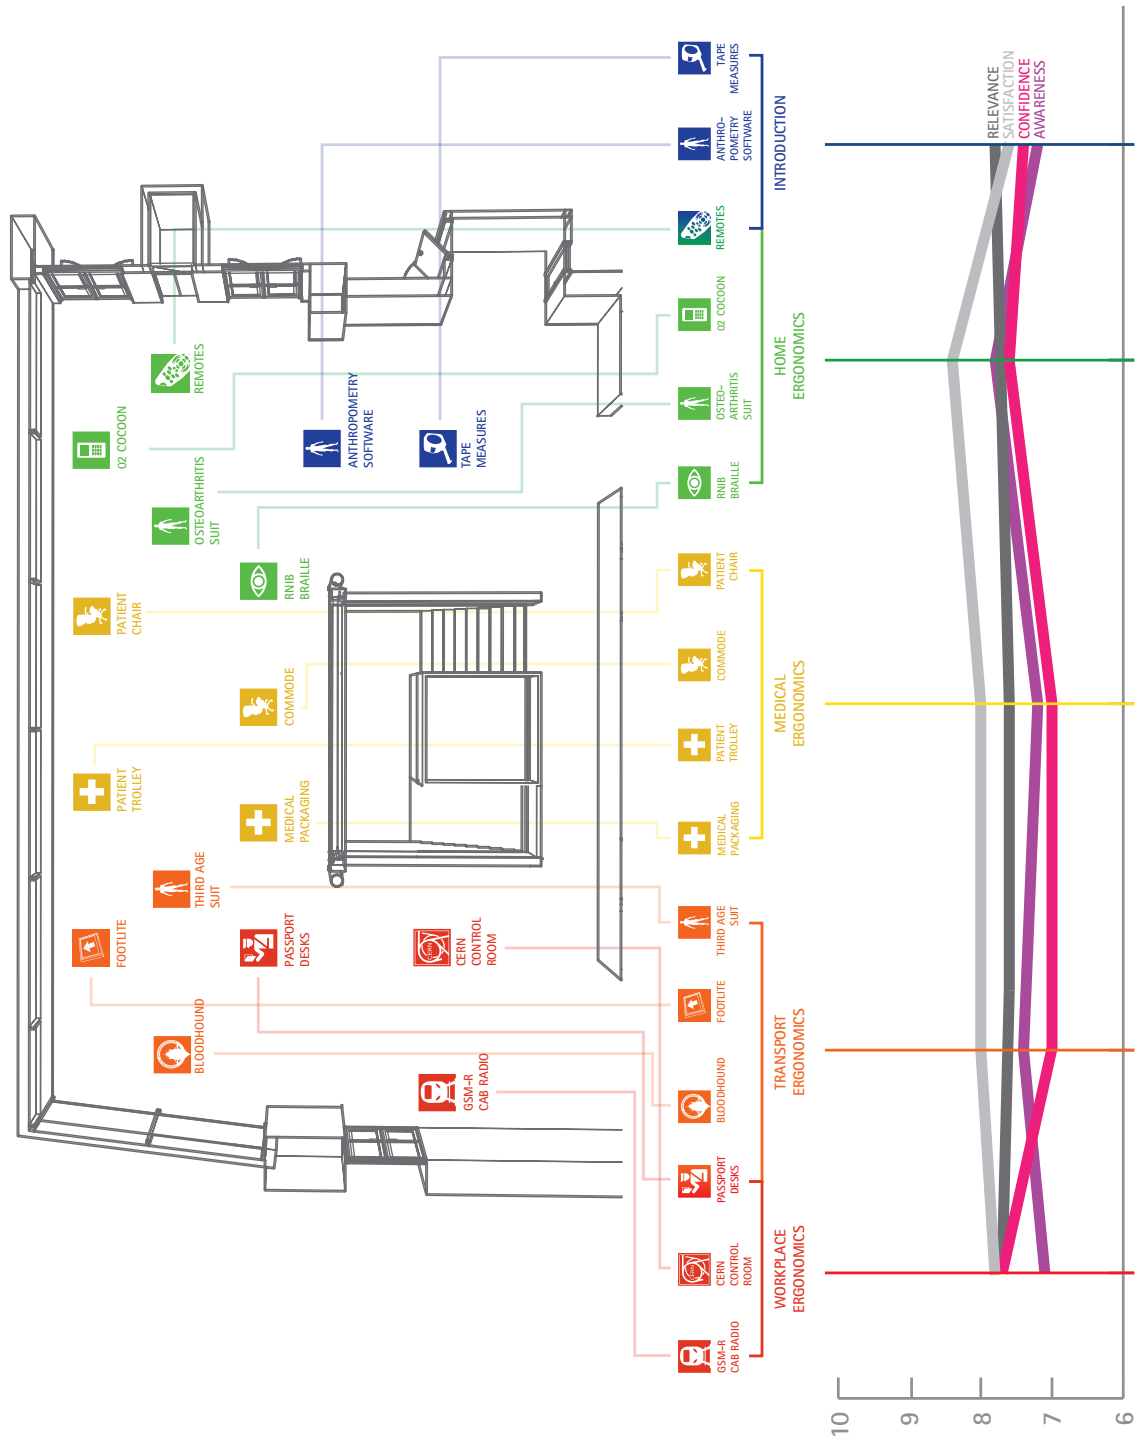 FOOTLITE
PATIENT
TROLLEY
PATIENT
CHAIR
O2 COCOON
BLOODHOUND
THIRD AGE
SUIT
OSTEOARTHRITIS
SUIT
REMOTES
PASSPORT
DESKS
MEDICAL
PACKAGING
COMMODE
RNIB
BRAILLE
ANTHROPOMETRY
SOFTWARE
GSM-R
CAB RADIO
CERN
CERN
CONTROL
ROOM
TAPE
MEASURES
GSM-R
CAB RADIO
CERN
CERN
CONTROL
ROOM
PASSPORT
DESKS
BLOODHOUND
FOOTLITE
THIRD AGE
SUIT
MEDICAL
PACKAGING
PATIENT
TROLLEY
COMMODE
PATIENT
CHAIR
RNIB
BRAILLE
OSTEO-
ARTHRITIS
SUIT
O2 COCOON
REMOTES
ANTHRO-
POMETRY
SOFTWARE
TAPE
MEASURES
WORKPLACE
ERGONOMICS
TRANSPORT
ERGONOMICS
MEDICAL
ERGONOMICS
HOME
ERGONOMICS
INTRODUCTION
10
9
8
7
6
RELEVANCE
SATISFACTION
CONFIDENCE
AWARENESS